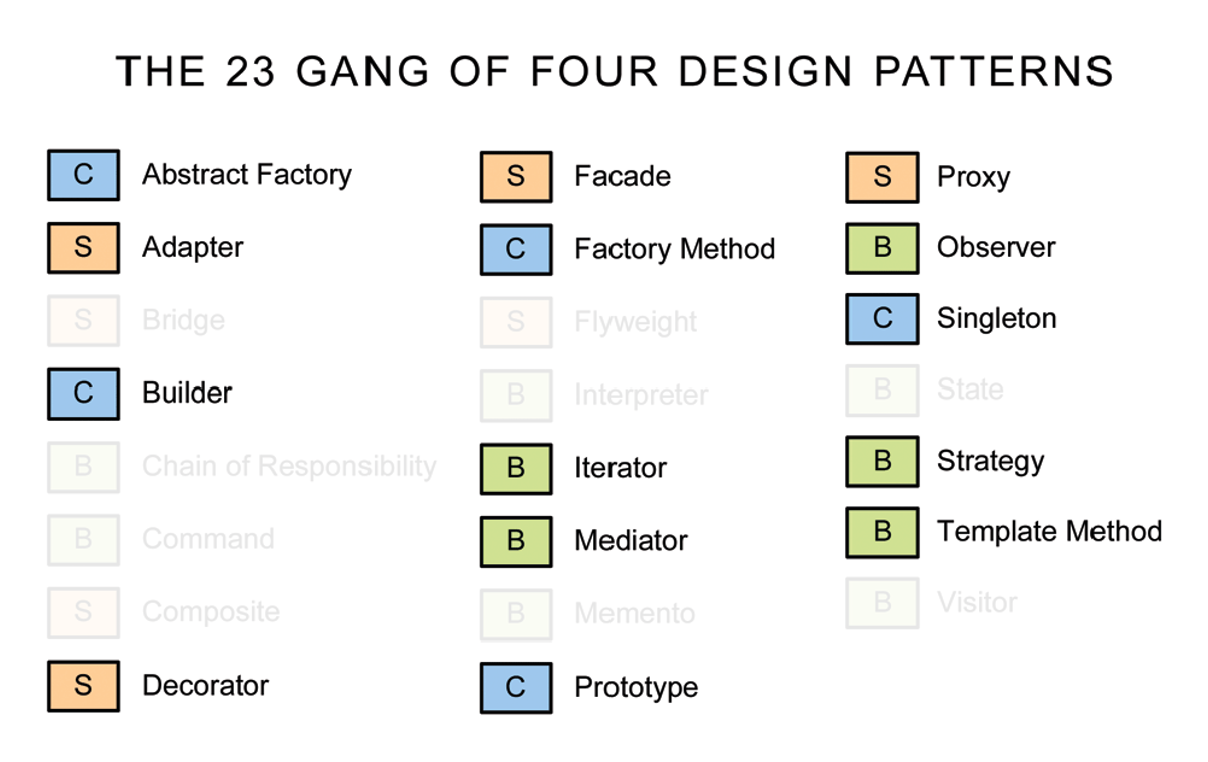 THE 23 GANG OF FOUR DESIGN PATTERNS
C Abstract Factory
S Adapter
S Bridge
C Builder
B Chain of Responsibility
B Command
S Composite
S Decorator
S Facade
C Factory Method
S Flyweight
B Interpreter
B Iterator
B Mediator
B Memento
C Prototype
S Proxy
B Observer
C Singleton
B State
B Strategy
B Template Method
B Visitor